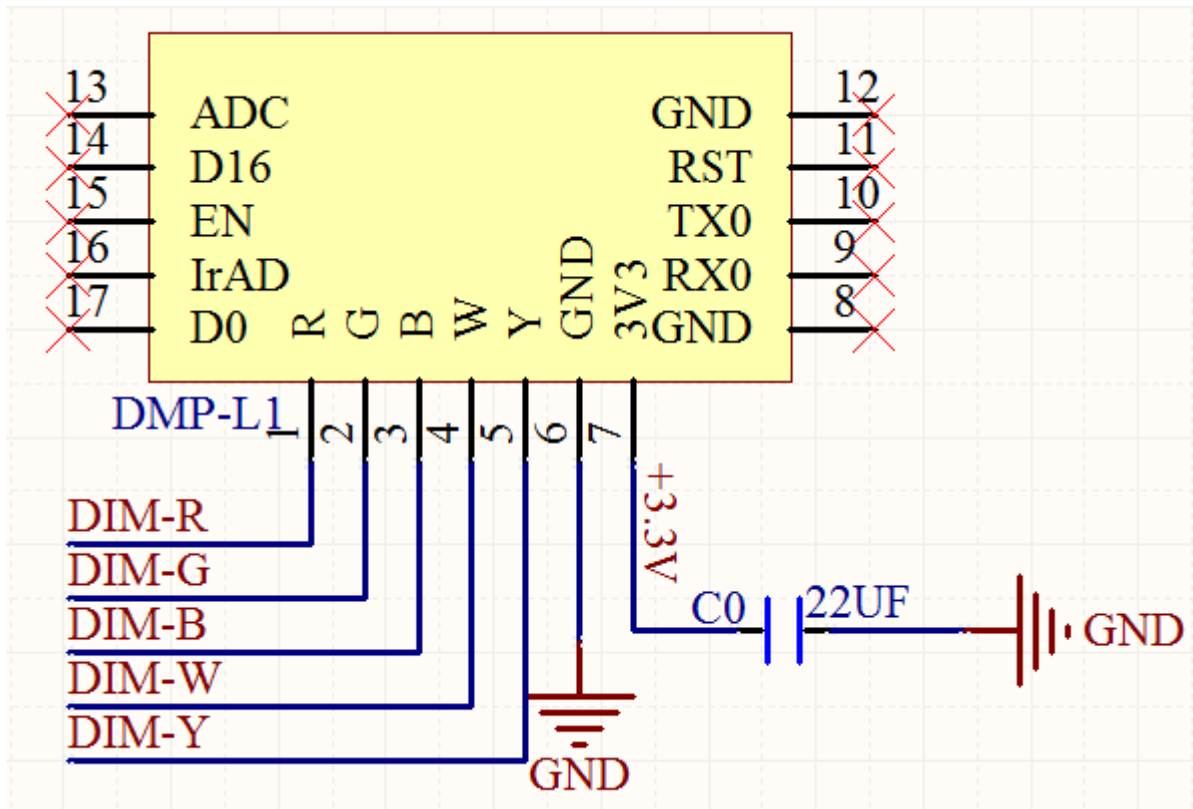 13 ADC GND 12
14 D16 RST 11
15 EN TX0 10
16 IrAD RX0 9
17 D0 GND 8
R G B W Y GND 3V3
DMP-L1
1 2 3 4 5 6 7
+3.3V
DIM-R
DIM-G
DIM-B
DIM-W
DIM-Y
C0 22UF
GND
GND